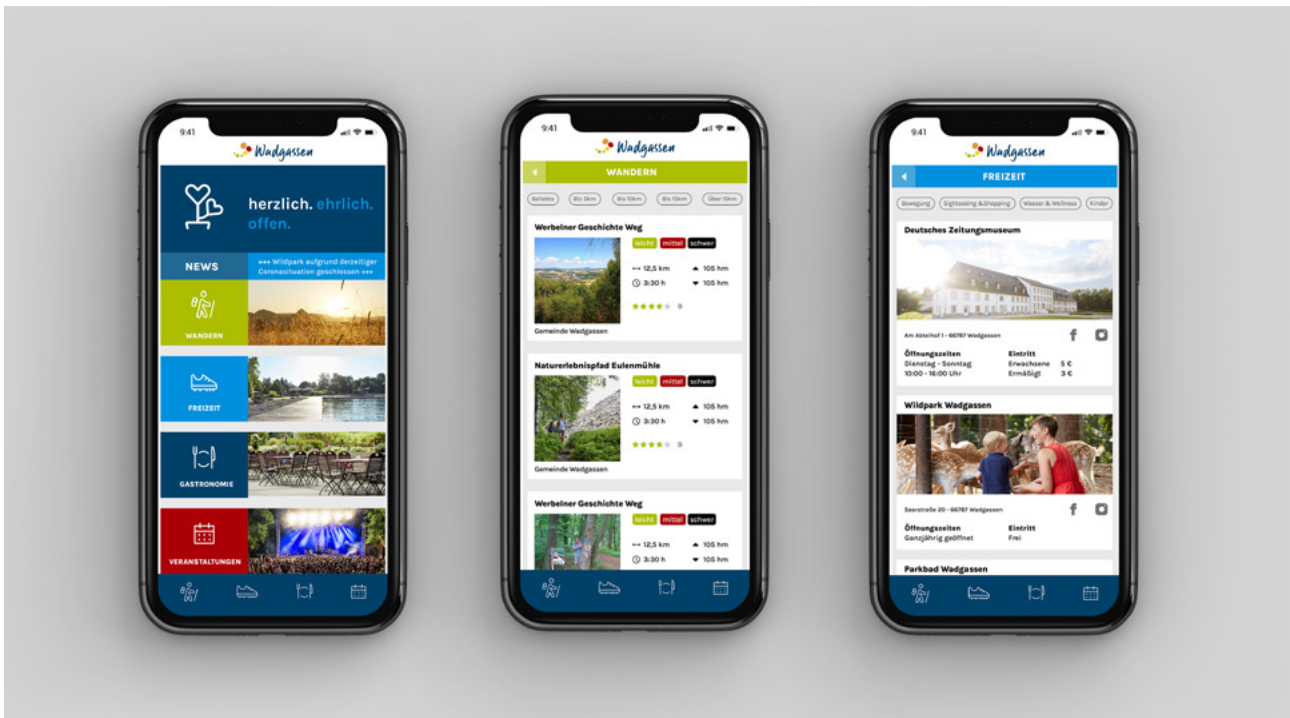 9:41
Wadgassen
herzlich. ehrlich.
offen.
NEWS
+++ Wildpark aufgrund derzeitiger
Coronasituation geschlossen +++
WANDERN
FREIZEIT
GASTRONOMIE
VERANSTALTUNGEN
9:41
Wadgassen
WANDERN
Beliebte Bis 5km Bis 10km Bis 15km Über 15km
Werbelner Geschichte Weg
leicht mittel schwer
12,5 km 105 hm
3:30 h 105 hm
9
Gemeinde Wadgassen
Naturerlebnispfad Eulenmühle
leicht mittel schwer
12,5 km 105 hm
3:30 h 105 hm
9
Gemeinde Wadgassen
Werbelner Geschichte Weg
leicht mittel schwer
12,5 km 105 hm
3:30 h 105 hm
9:41
Wadgassen
FREIZEIT
Bewegung Sightseeing & Shopping Wasser & Wellness Kinder
Deutsches Zeitungsmuseum
Am Abteihof 1 - 66787 Wadgassen
Öffnungszeiten Eintritt
Dienstag - Sonntag Erwachsene 5 €
10:00 - 16:00 Uhr Ermäßigt 3 €
Wildpark Wadgassen
Saarstraße 20 - 66787 Wadgassen
Öffnungszeiten Eintritt
Ganzjährig geöffnet Frei
Parkbad Wadgassen